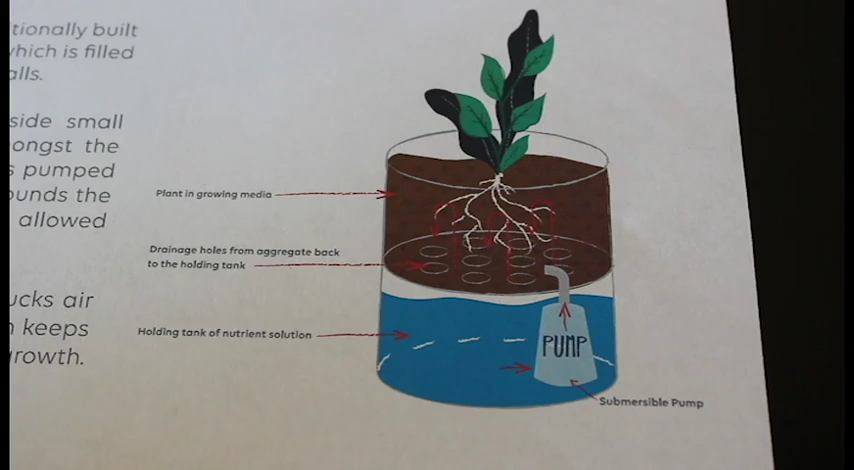 tionally built
which is filled
alls.
side small
ongst the
s pumped
ounds the
allowed
ucks air
n keeps
growth.
Plant in growing media
Drainage holes from aggregate back
to the holding tank
Holding tank of nutrient solution
PUMP
Submersible Pump